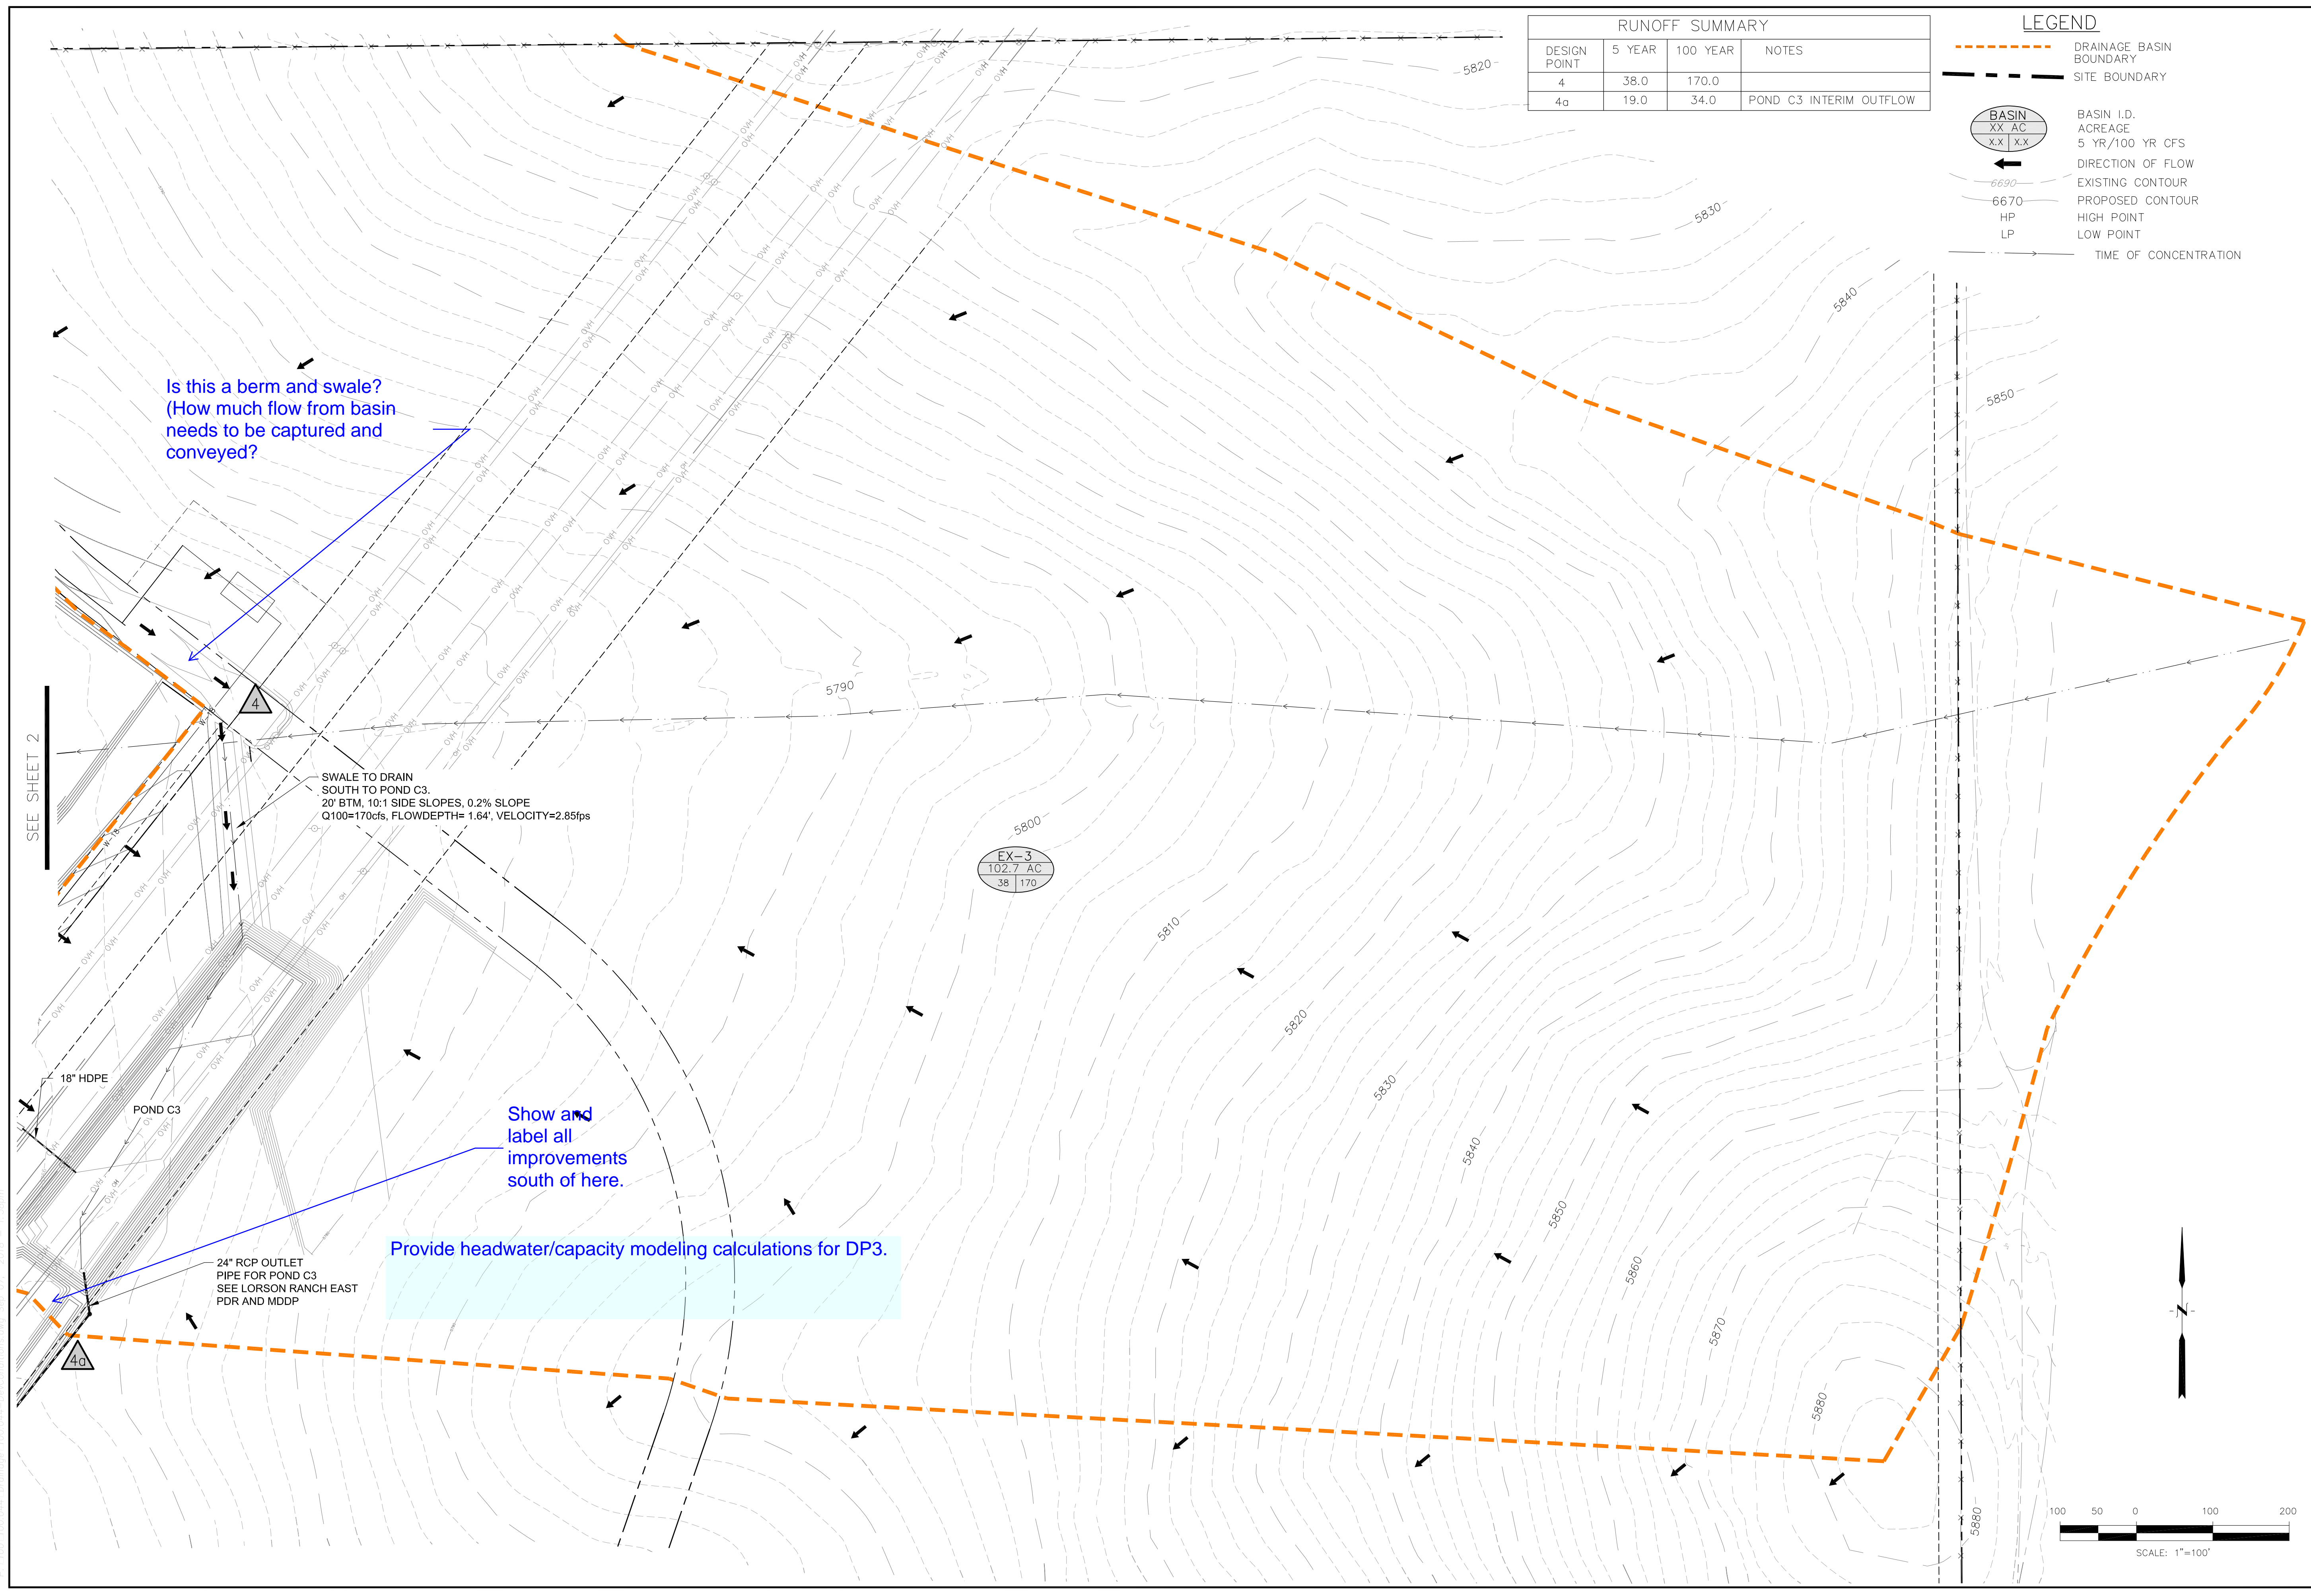 RUNOFF SUMMARY
DESIGN POINT 5 YEAR 100 YEAR NOTES
4 38.0 170.0
4a 19.0 34.0 POND C3 INTERIM OUTFLOW
LEGEND
DRAINAGE BASIN
BOUNDARY
SITE BOUNDARY
BASIN
XX AC
X.X X.X
BASIN I.D.
ACREAGE
5 YR/100 YR CFS
DIRECTION OF FLOW
6690 EXISTING CONTOUR
6670 PROPOSED CONTOUR
HP HIGH POINT
LP LOW POINT
TIME OF CONCENTRATION
5820
5830
5840
5850
Is this a berm and swale?
(How much flow from basin
needs to be captured and
conveyed?
OVH
4
W-18
5790
SEE SHEET 2
SWALE TO DRAIN
SOUTH TO POND C3.
20' BTM, 10:1 SIDE SLOPES, 0.2% SLOPE
Q100=170cfs, FLOWDEPTH= 1.64', VELOCITY=2.85fps
W-18
5800
EX-3
102.7 AC
38 170
5810
5820
5830
5840
5850
5860
5870
5880
5880
18" HDPE
POND C3
Show and
label all
improvements
south of here.
Provide headwater/capacity modeling calculations for DP3.
24" RCP OUTLET
PIPE FOR POND C3
SEE LORSON RANCH EAST
PDR AND MDDP
4a
N
100 50 0 100 200
SCALE: 1"=100'